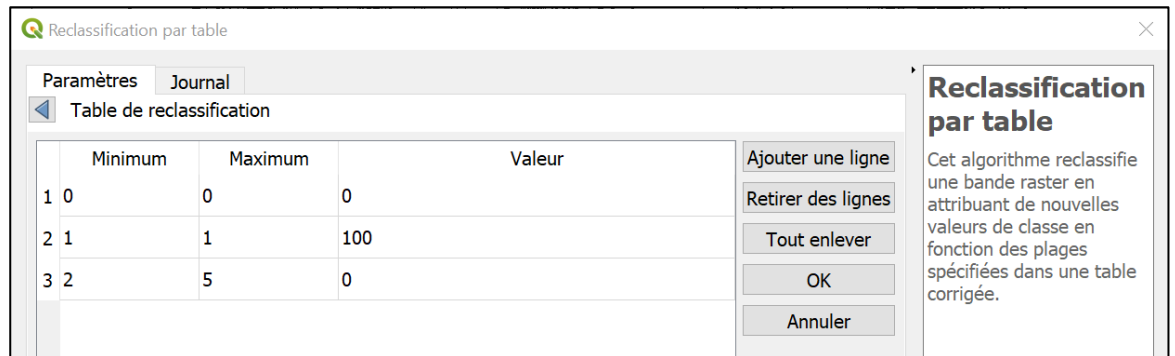 Reclassification par table
Paramètres Journal
Table de reclassification
Minimum Maximum Valeur
1 0 0 0
2 1 1 100
3 2 5 0
Ajouter une ligne
Retirer des lignes
Tout enlever
OK
Annuler
Reclassification
par table
Cet algorithme reclassifie
une bande raster en
attribuant de nouvelles
valeurs de classe en
fonction des plages
spécifiées dans une table
corrigée.